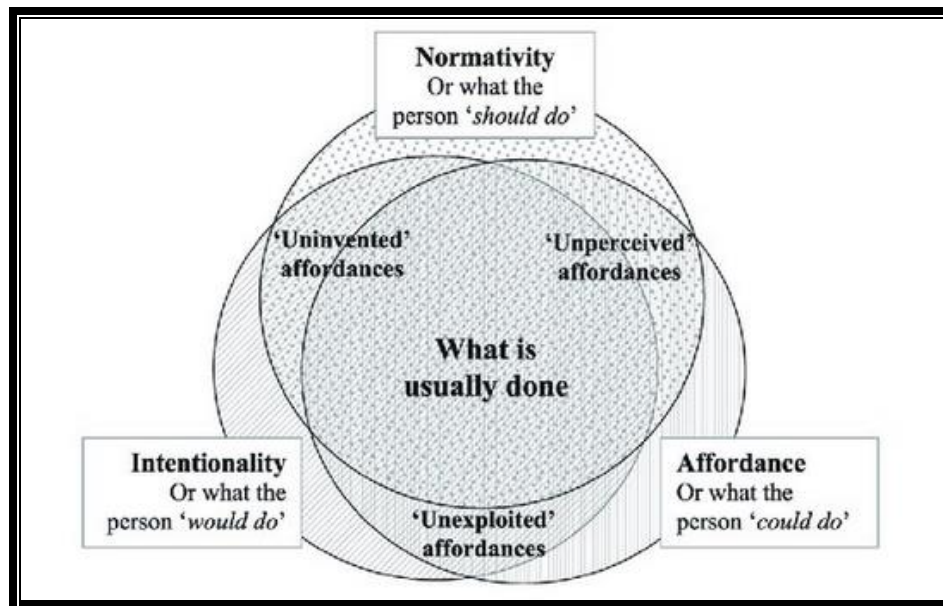 Normativity
Or what the
person ‘should do’
‘Uninvented’
affordances
‘Unperceived’
affordances
What is
usually done
Intentionality
Or what the
person ‘would do’
Affordance
Or what the
person ‘could do’
‘Unexploited’
affordances